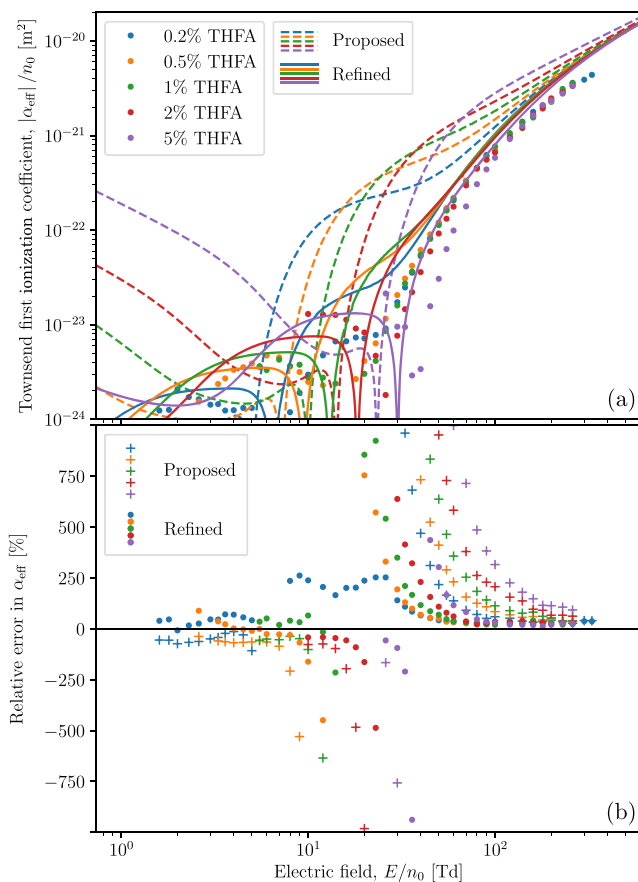 10⁻²⁰
10⁻²¹
10⁻²²
10⁻²³
10⁻²⁴
Townsend first ionization coefficient, |α_eff|/n₀ [m²]
0.2% THFA
0.5% THFA
1% THFA
2% THFA
5% THFA
Proposed
Refined
(a)
750
500
250
0
−250
−500
−750
Relative error in α_eff [%]
Proposed
Refined
(b)
10⁰
10¹
10²
Electric field, E/n₀ [Td]